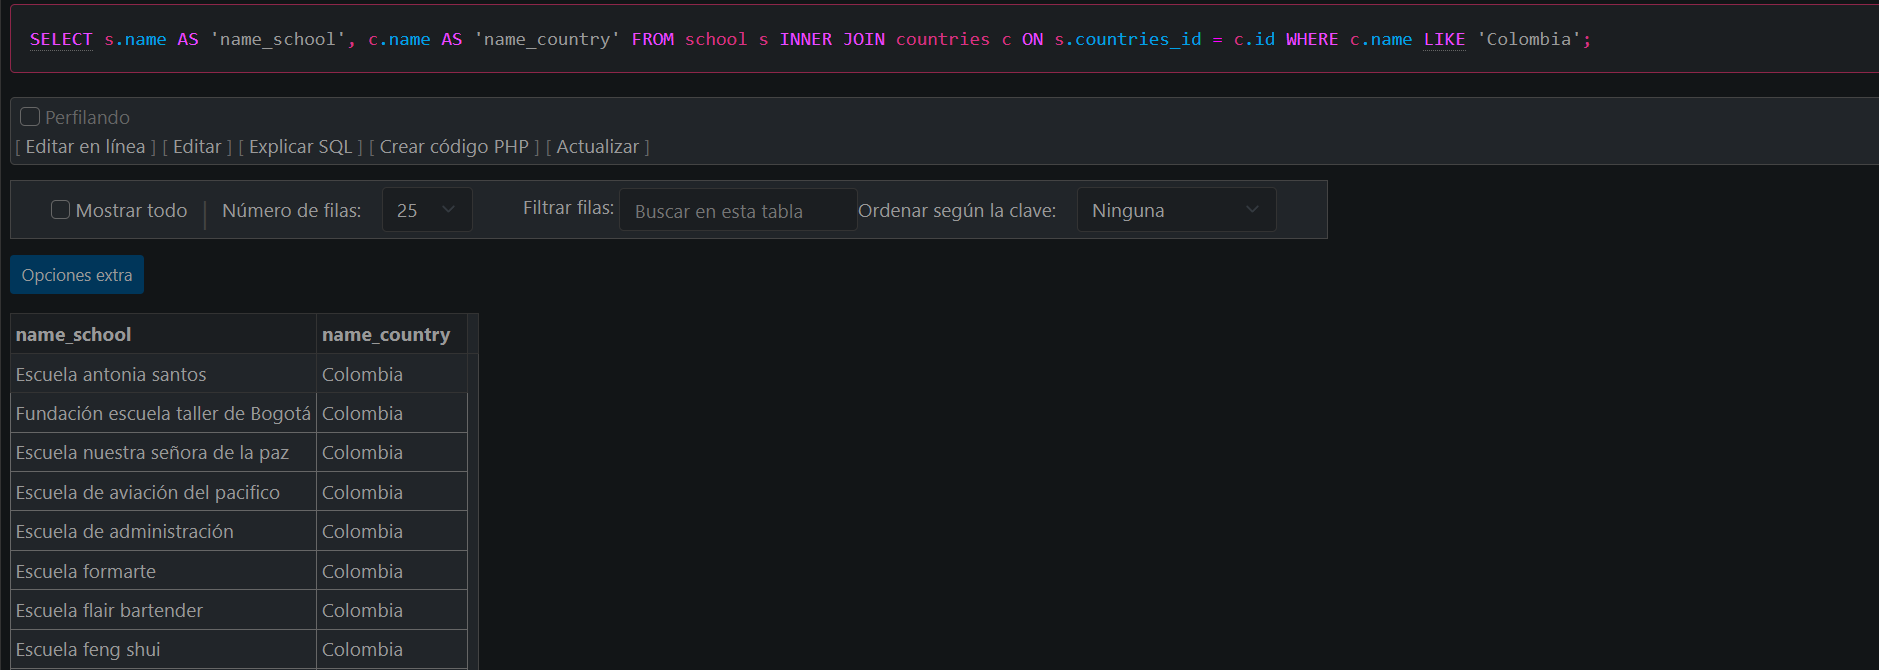 SELECT s.name AS 'name_school', c.name AS 'name_country' FROM school s INNER JOIN countries c ON s.countries_id = c.id WHERE c.name LIKE 'Colombia';
Perfilando
[ Editar en línea ] [ Editar ] [ Explicar SQL ] [ Crear código PHP ] [ Actualizar ]
Mostrar todo | Número de filas: 25 Filtrar filas: Buscar en esta tabla Ordenar según la clave: Ninguna
Opciones extra
name_school name_country
Escuela antonia santos Colombia
Fundación escuela taller de Bogotá Colombia
Escuela nuestra señora de la paz Colombia
Escuela de aviación del pacifico Colombia
Escuela de administración Colombia
Escuela formarte Colombia
Escuela flair bartender Colombia
Escuela feng shui Colombia